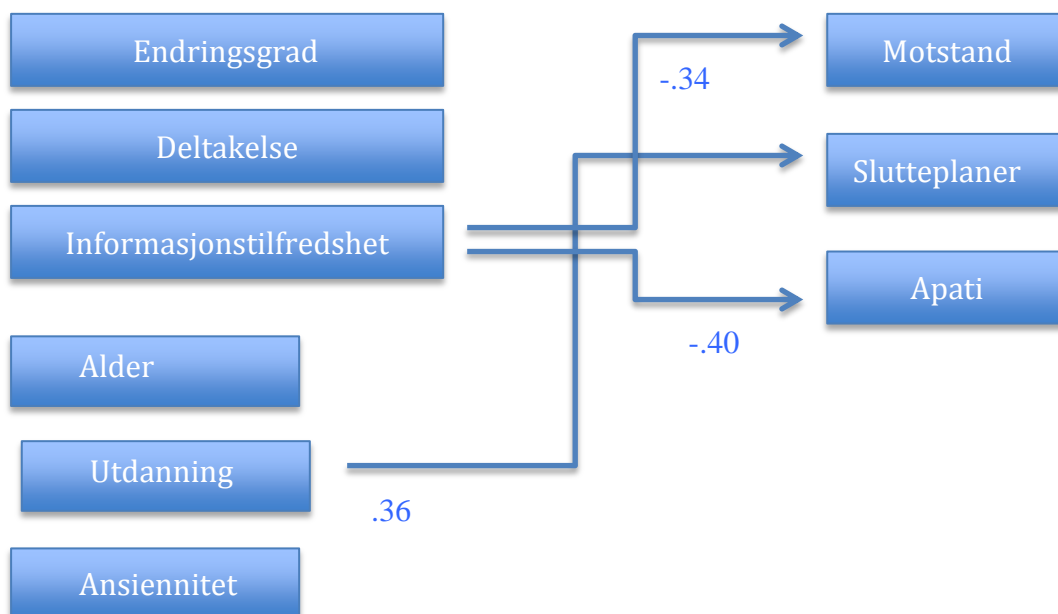 Endringsgrad
Motstand
-.34
Deltakelse
Slutteplaner
Informasjonstilfredshet
Apati
-.40
Alder
Utdanning
.36
Ansiennitet